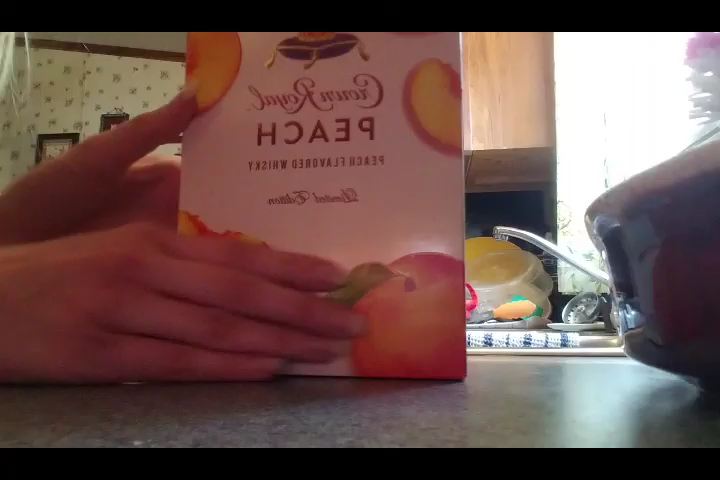 Crown Royal
PEACH
PEACH FLAVORED WHISKY
Limited Edition